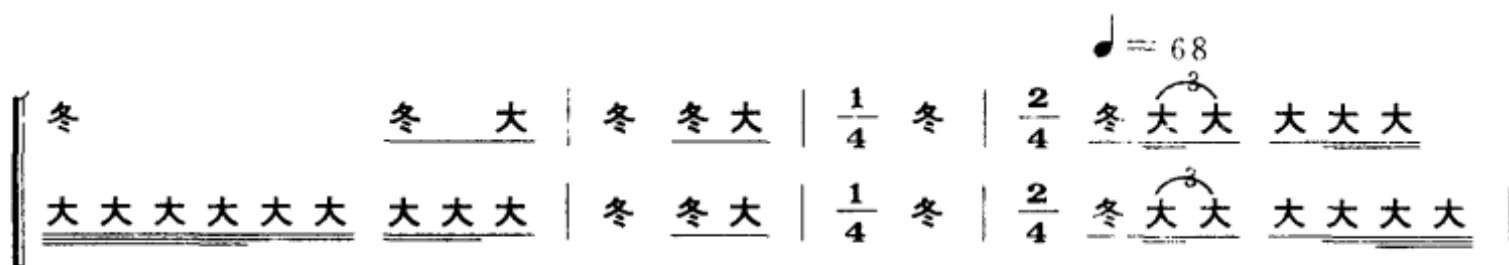 ♩= 68
3
冬 冬 大 | 冬 冬 大 | 1/4 冬 | 2/4 冬 大 大 大 大 大
3
大 大 大 大 大 大 大 大 大 | 冬 冬 大 | 1/4 冬 | 2/4 冬 大 大 大 大 大 大 |